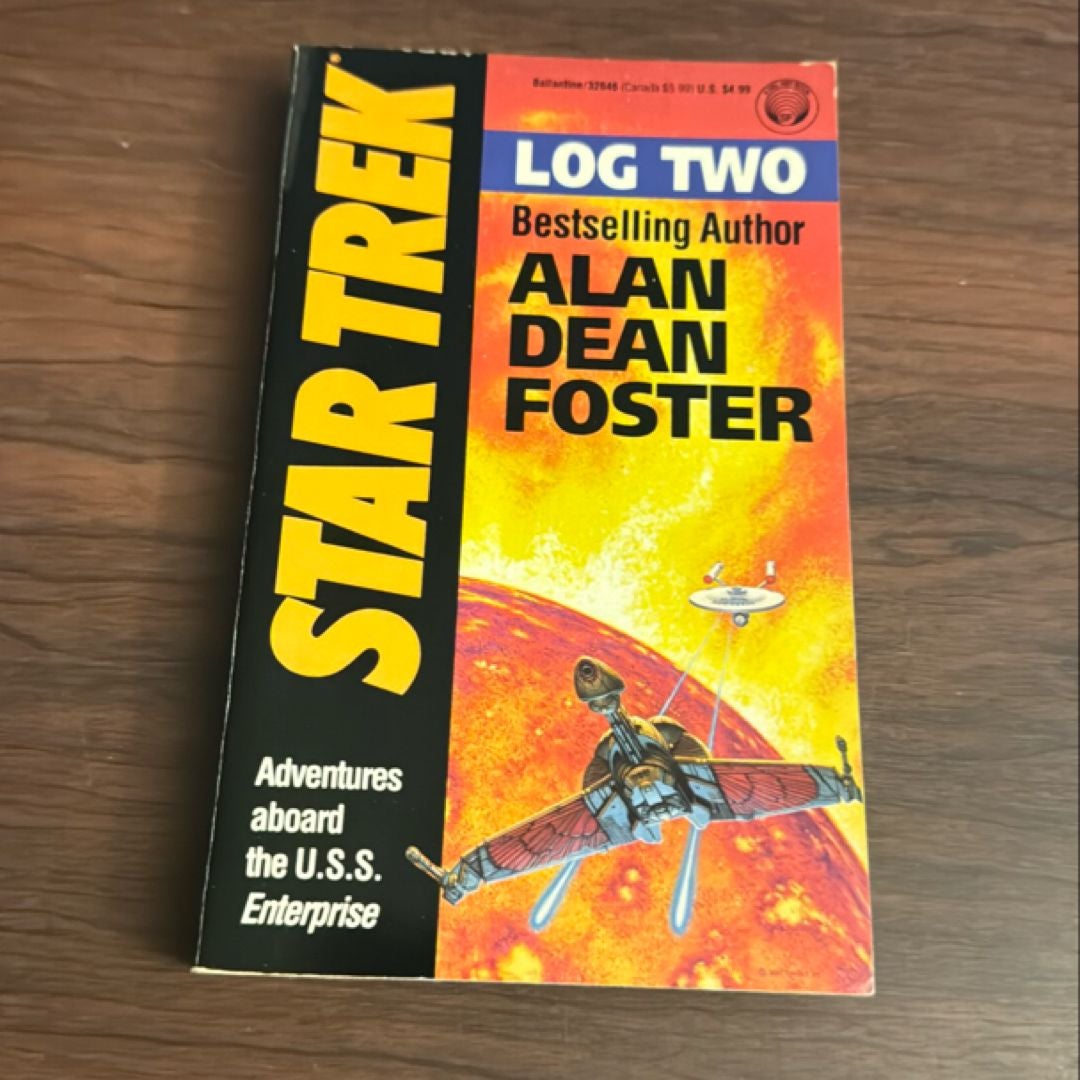 STAR TREK
Adventures
aboard
the U.S.S.
Enterprise
Ballantine/32646 (Canada $5.99) U.S. $4.99
LOG TWO
Bestselling Author
ALAN
DEAN
FOSTER